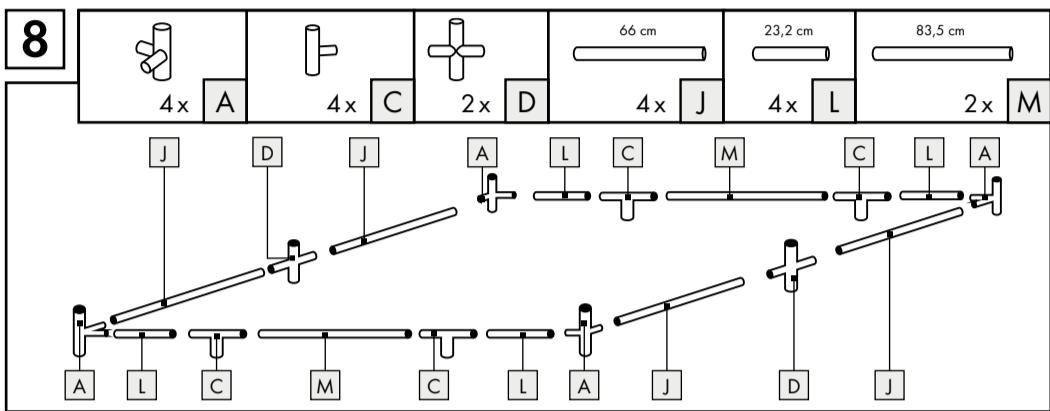 8
66 cm 23,2 cm 83,5 cm
4x A 4x C 2x D 4x J 4x L 2x M
J D J A L C M C L A
A L C M C L A J D J